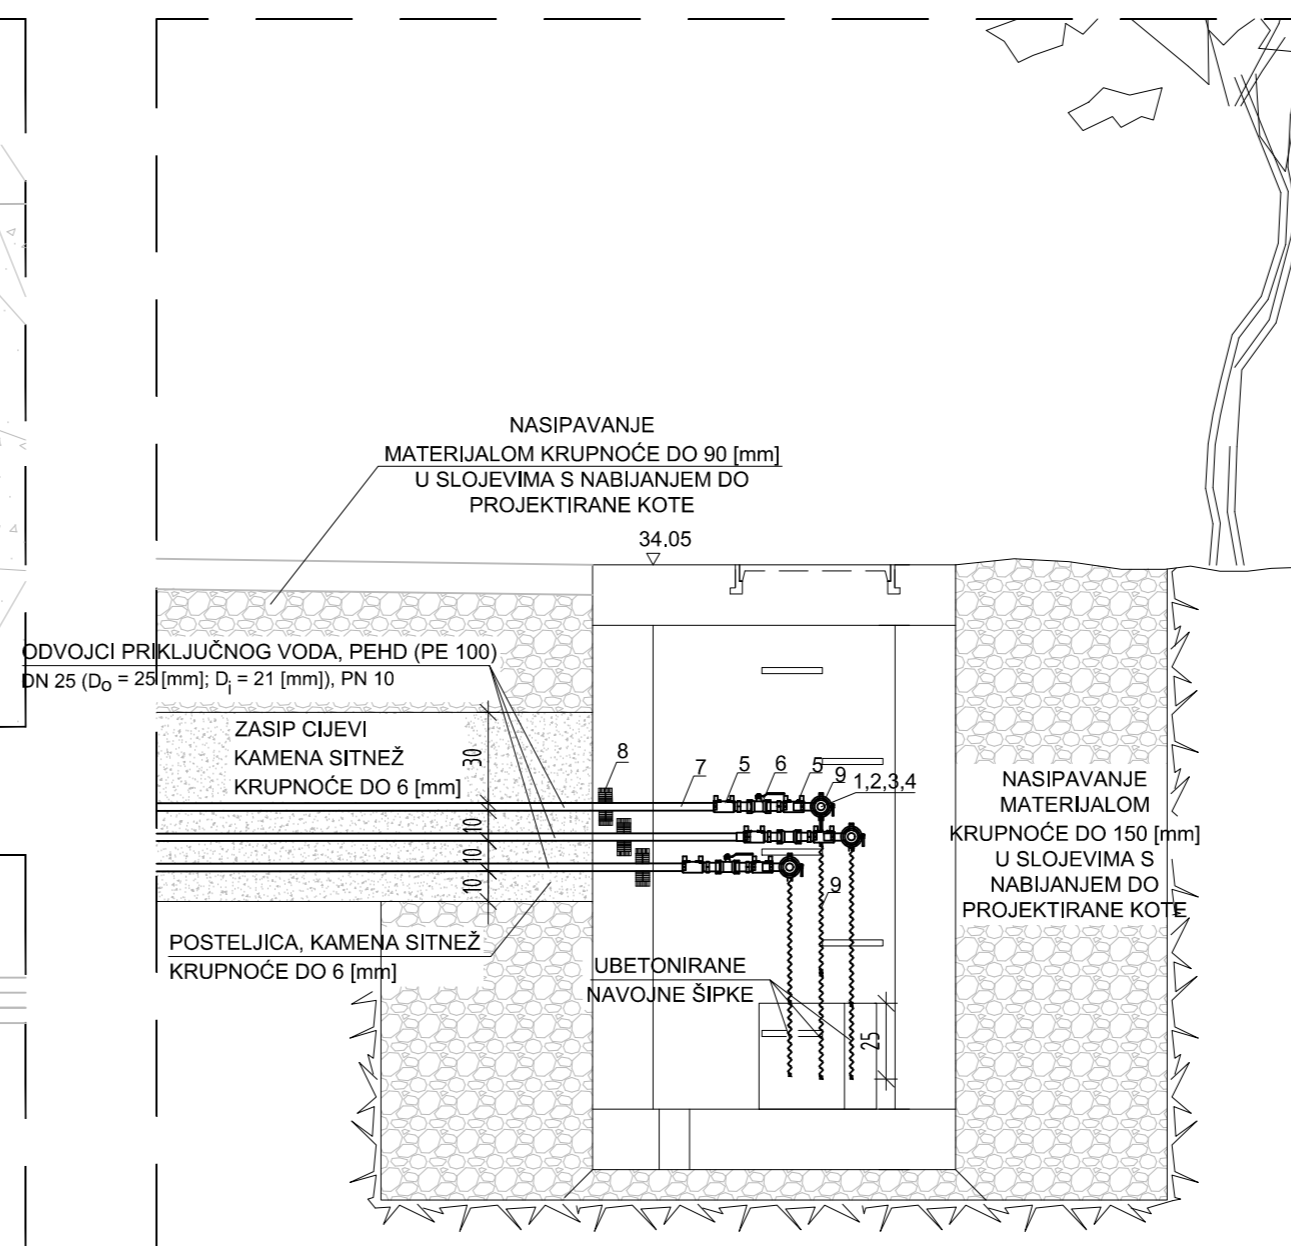 NASIPAVANJE
MATERIJALOM KRUPNOĆE DO 90 [mm]
U SLOJEVIMA S NABIJANJEM DO
PROJEKTIRANE KOTE
34.05
ODVOJCI PRIKLJUČNOG VODA, PEHD (PE 100)
DN 25 (Do = 25 [mm]; Di = 21 [mm]), PN 10
ZASIP CIJEVI
KAMENA SITNEŽ
KRUPNOĆE DO 6 [mm]
30
10
10
10
8
7
5
6
5
9
1,2,3,4
9
NASIPAVANJE
MATERIJALOM
KRUPNOĆE DO 150 [mm]
U SLOJEVIMA S
NABIJANJEM DO
PROJEKTIRANE KOTE
POSTELJICA, KAMENA SITNEŽ
KRUPNOĆE DO 6 [mm]
UBETONIRANE
NAVOJNE ŠIPKE
25